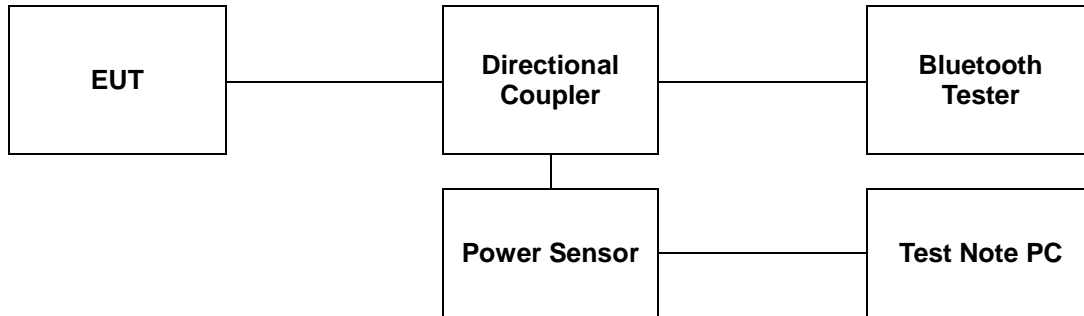 EUT
Directional
Coupler
Bluetooth
Tester
Power Sensor
Test Note PC